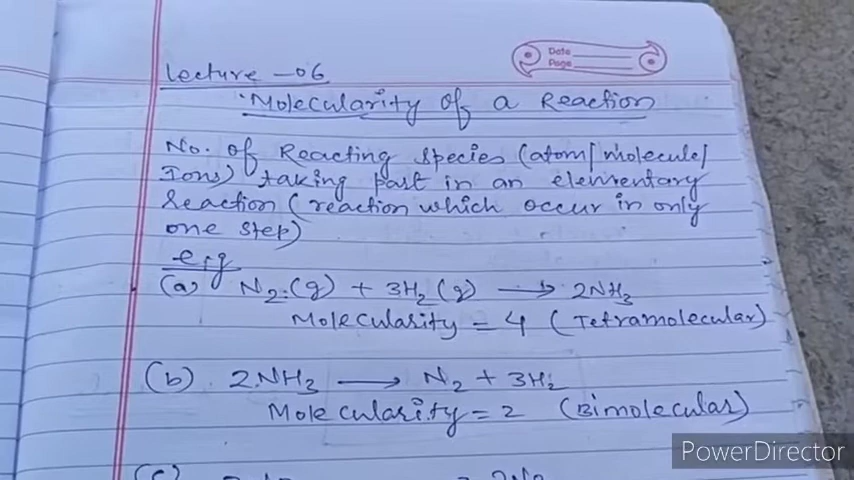 Date
Page
Lecture -06
Molecularity of a Reaction
No. of Reacting species (atom/molecule/
Ions) taking part in an elementary
Reaction (reaction which occur in only
one step)
e.g
(a) N2(g) + 3H2(g) → 2NH3
Molecularity = 4 (Tetramolecular)
(b) 2NH3 → N2 + 3H2
Molecularity = 2 (Bimolecular)
(c)
PowerDirector